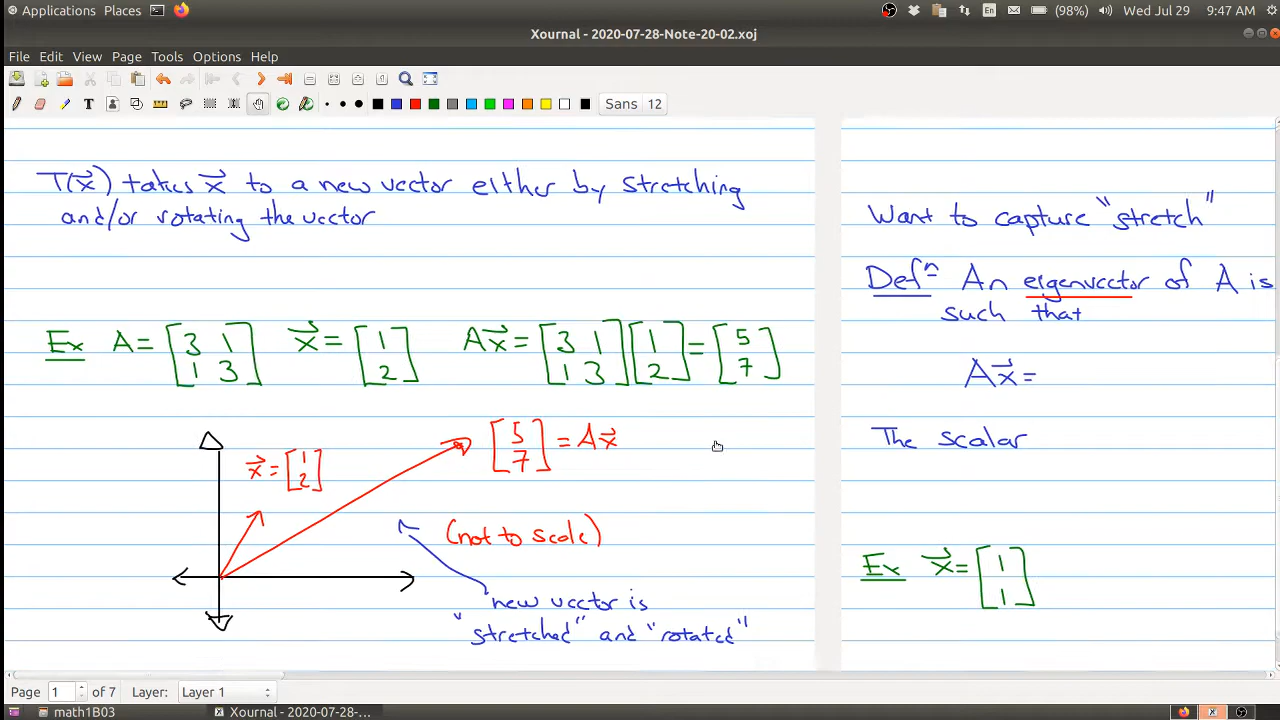 Applications Places En (98%) Wed Jul 29 9:47 AM
Xournal - 2020-07-28-Note-20-02.xoj
File Edit View Page Tools Options Help
T Sans 12
T(x⃗) takes x⃗ to a new vector either by stretching
and/or rotating the vector
Ex A = [3 1; 1 3] x⃗ = [1; 2] Ax⃗ = [3 1; 1 3][1; 2] = [5; 7]
x⃗ = [1; 2]
[5; 7] = Ax⃗
(not to scale)
new vector is
"stretched" and "rotated"
Want to capture "stretch"
Defⁿ An eigenvector of A is
such that
Ax⃗ =
The scalar
Ex x⃗ = [1; 1]
Page 1 of 7 Layer: Layer 1
math1B03 Xournal - 2020-07-28-...